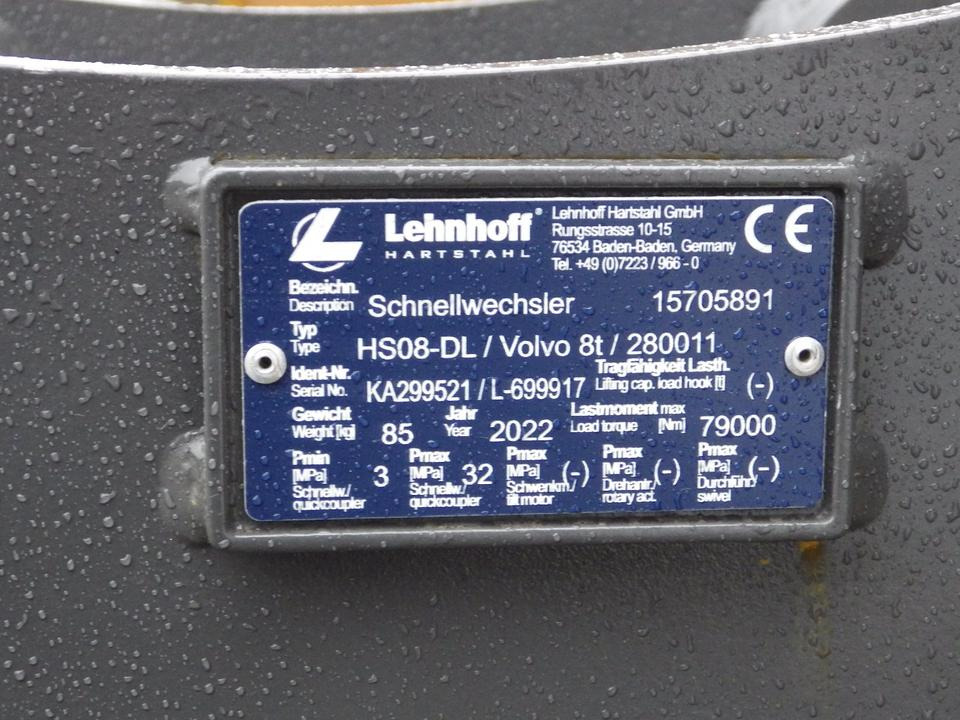 Lehnhoff®
HARTSTAHL
Lehnhoff Hartstahl GmbH
Rungsstrasse 10-15
76534 Baden-Baden, Germany
Tel. +49 (0)7223 / 966 - 0
CE
Bezeichn.
Description Schnellwechsler 15705891
Typ
Type HS08-DL / Volvo 8t / 280011
Ident-Nr.
Serial No. KA299521 / L-699917
Tragfähigkeit Lasth.
Lifting cap. load hook [t] (-)
Gewicht
Weight [kg] 85
Jahr
Year 2022
Lastmoment max
Load torque [Nm] 79000
Pmin
[MPa] 3
Schnellw./
quickcoupler
Pmax
[MPa] 32
Schnellw./
quickcoupler
Pmax
[MPa] (-)
Schwenkm./
tilt motor
Pmax
[MPa] (-)
Drehantr./
rotary act.
Pmax
[MPa] (-)
Durchführ./
swivel